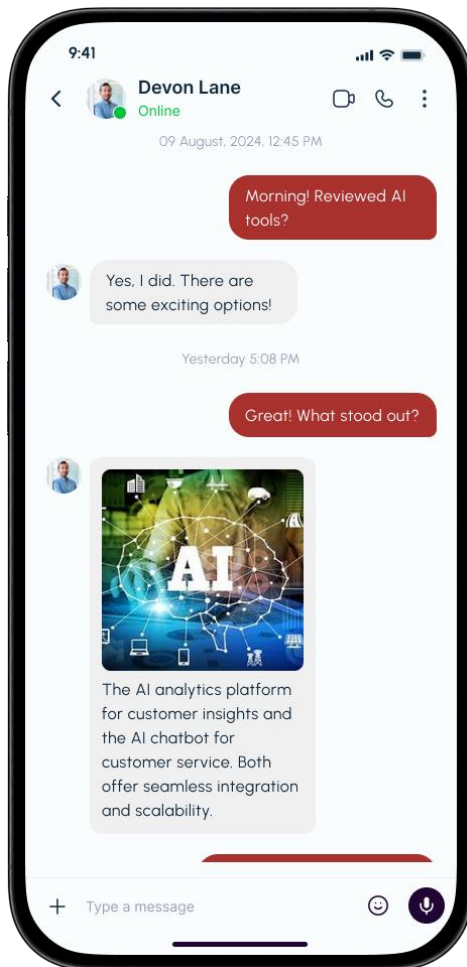 9:41
Devon Lane
Online
09 August, 2024, 12:45 PM
Morning! Reviewed AI
tools?
Yes, I did. There are
some exciting options!
Yesterday 5:08 PM
Great! What stood out?
AI
The AI analytics platform
for customer insights and
the AI chatbot for
customer service. Both
offer seamless integration
and scalability.
Type a message